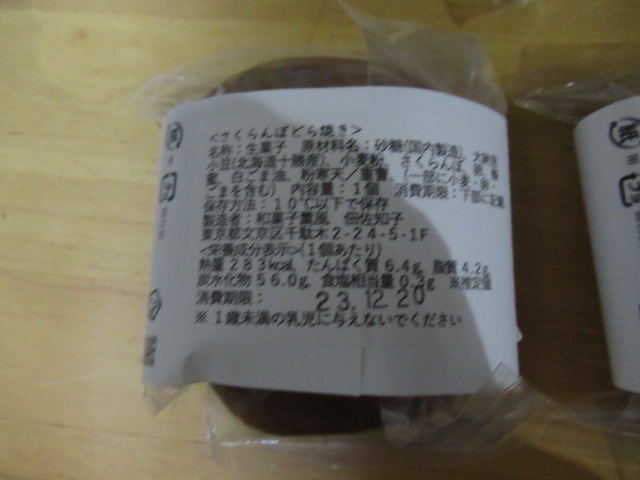 <さくらんぼどら焼き>
名称：生菓子 原材料名：砂糖(国内製造)、大納言
小豆(北海道十勝産)、小麦粉、さくらんぼ、卵、蜂
蜜、白ごま油、粉寒天／重曹、(一部に小麦・卵・
ごまを含む) 内容量：1個 消費期限：下部に記載
保存方法：10℃以下で保存
製造者：和菓子薫風 佃佐知子
東京都文京区千駄木2-24-5-1F
<栄養成分表示>(1個あたり)
熱量283kcal、たんぱく質6.4g、脂質4.2g、
炭水化物56.0g、食塩相当量0.3g ※推定値
消費期限： 23.12.20
※1歳未満の乳児に与えないでください